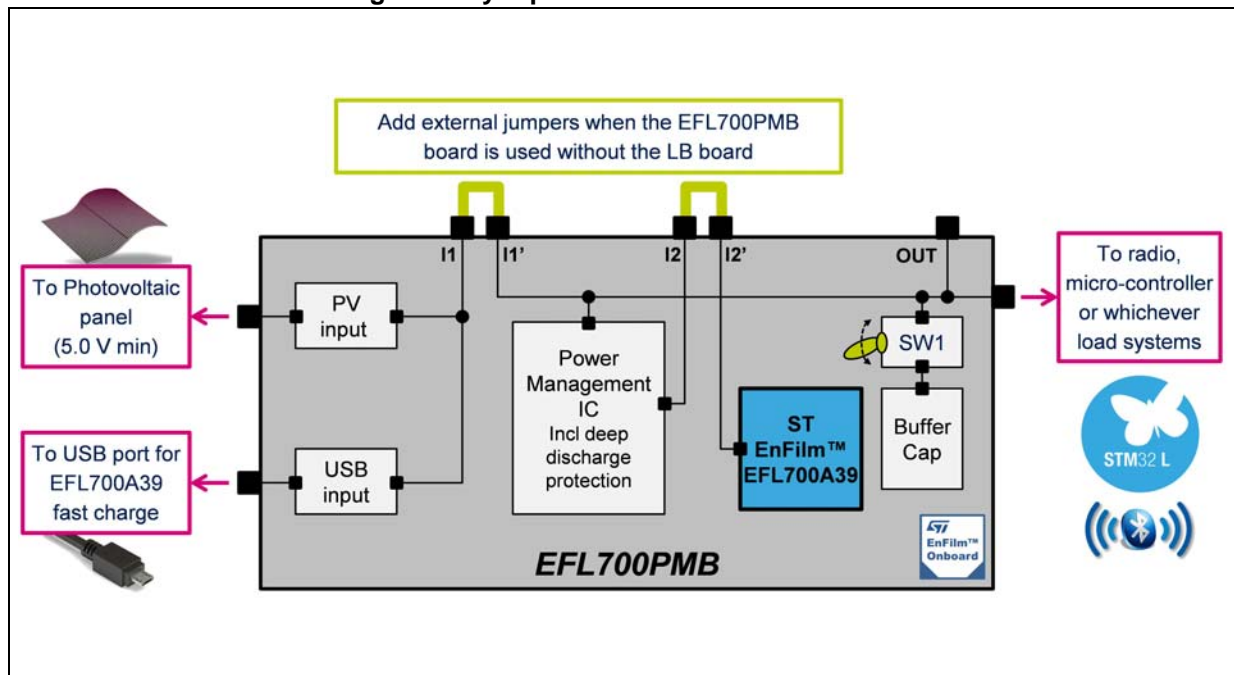 Add external jumpers when the EFL700PMB
board is used without the LB board
I1
I1'
I2
I2'
OUT
To Photovoltaic
panel
(5.0 V min)
PV
input
Power
Management
IC
Incl deep
discharge
protection
ST
EnFilm™
EFL700A39
SW1
Buffer
Cap
To radio,
micro-controller
or whichever
load systems
To USB port for
EFL700A39
fast charge
USB
input
STM32 L
ST
EnFilm™
Onboard
EFL700PMB